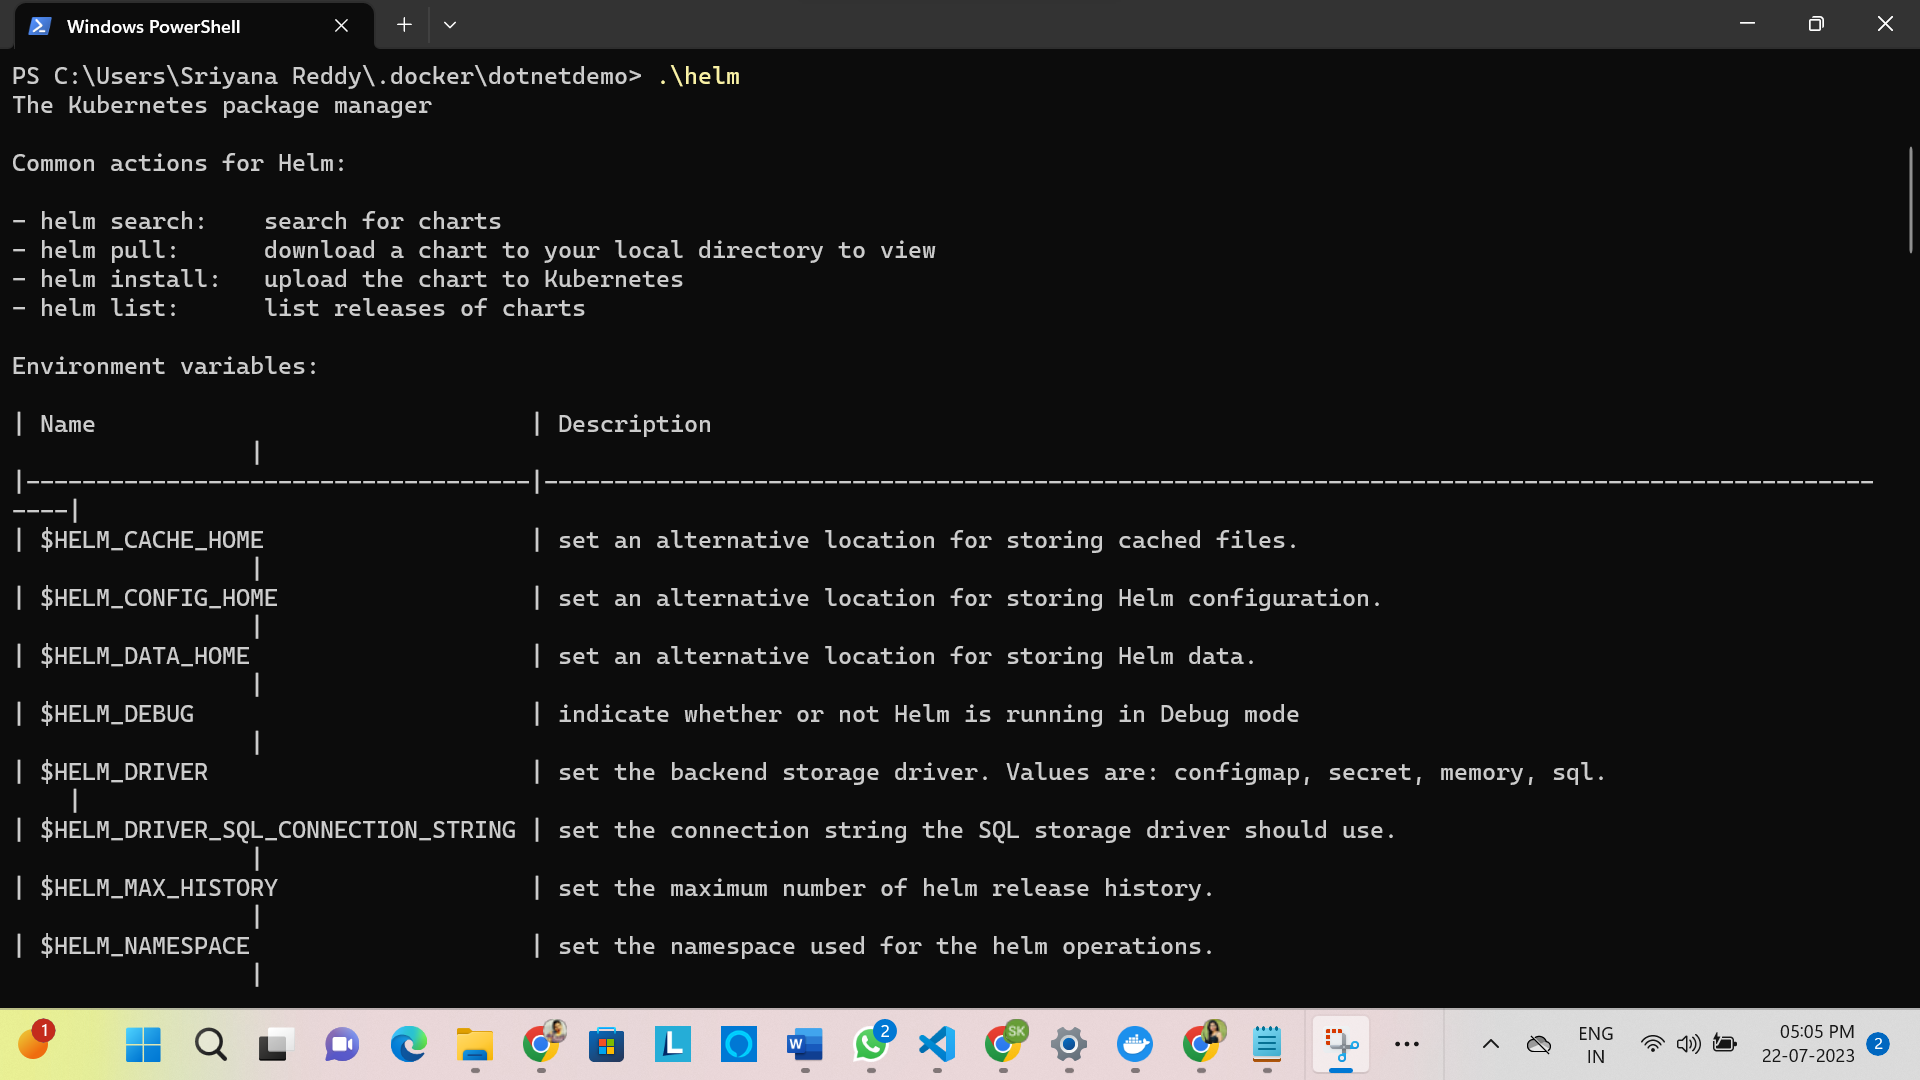 Windows PowerShell
PS C:\Users\Sriyana Reddy\.docker\dotnetdemo> .\helm
The Kubernetes package manager
Common actions for Helm:
- helm search:    search for charts
- helm pull:      download a chart to your local directory to view
- helm install:   upload the chart to Kubernetes
- helm list:      list releases of charts
Environment variables:
| Name                               | Description
                 |
|------------------------------------|-----------------------------------------------------------------------------------------------
----|
| $HELM_CACHE_HOME                   | set an alternative location for storing cached files.
                 |
| $HELM_CONFIG_HOME                  | set an alternative location for storing Helm configuration.
                 |
| $HELM_DATA_HOME                    | set an alternative location for storing Helm data.
                 |
| $HELM_DEBUG                        | indicate whether or not Helm is running in Debug mode
                 |
| $HELM_DRIVER                       | set the backend storage driver. Values are: configmap, secret, memory, sql.
    |
| $HELM_DRIVER_SQL_CONNECTION_STRING | set the connection string the SQL storage driver should use.
                 |
| $HELM_MAX_HISTORY                  | set the maximum number of helm release history.
                 |
| $HELM_NAMESPACE                    | set the namespace used for the helm operations.
                 |
1
L
W
2
SK
ENG
IN
05:05 PM
22-07-2023
2